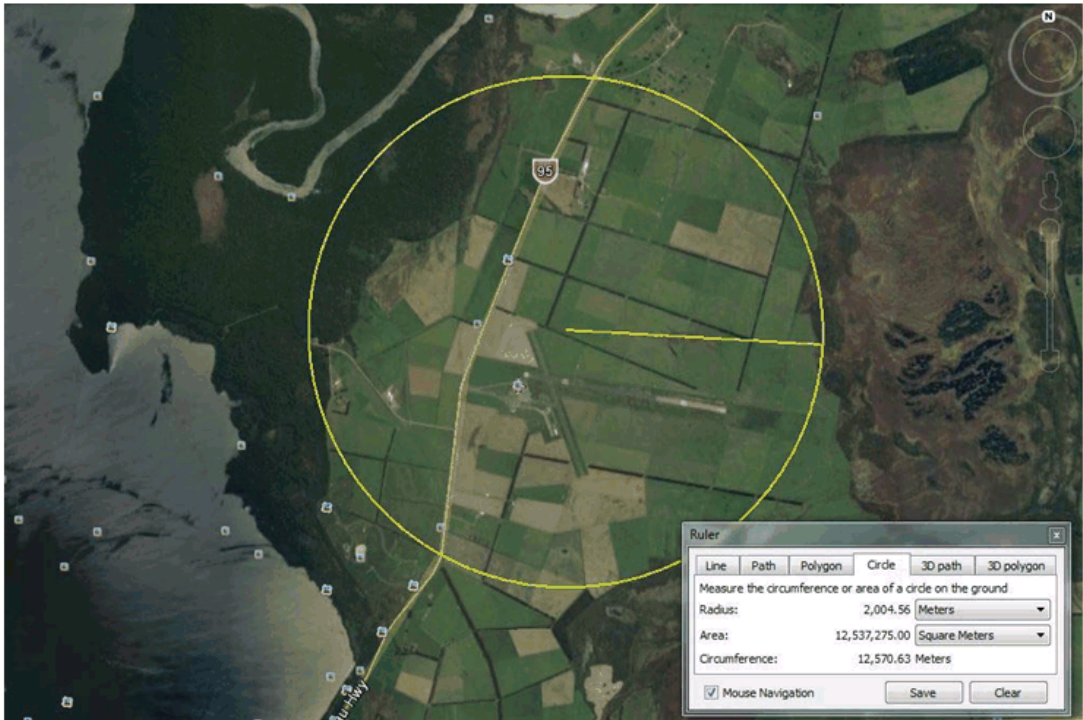 N
95
Ruler
Line Path Polygon Circle 3D path 3D polygon
Measure the circumference or area of a circle on the ground
Radius: 2,004.56 Meters
Area: 12,537,275.00 Square Meters
Circumference: 12,570.63 Meters
Mouse Navigation Save Clear
Hwy